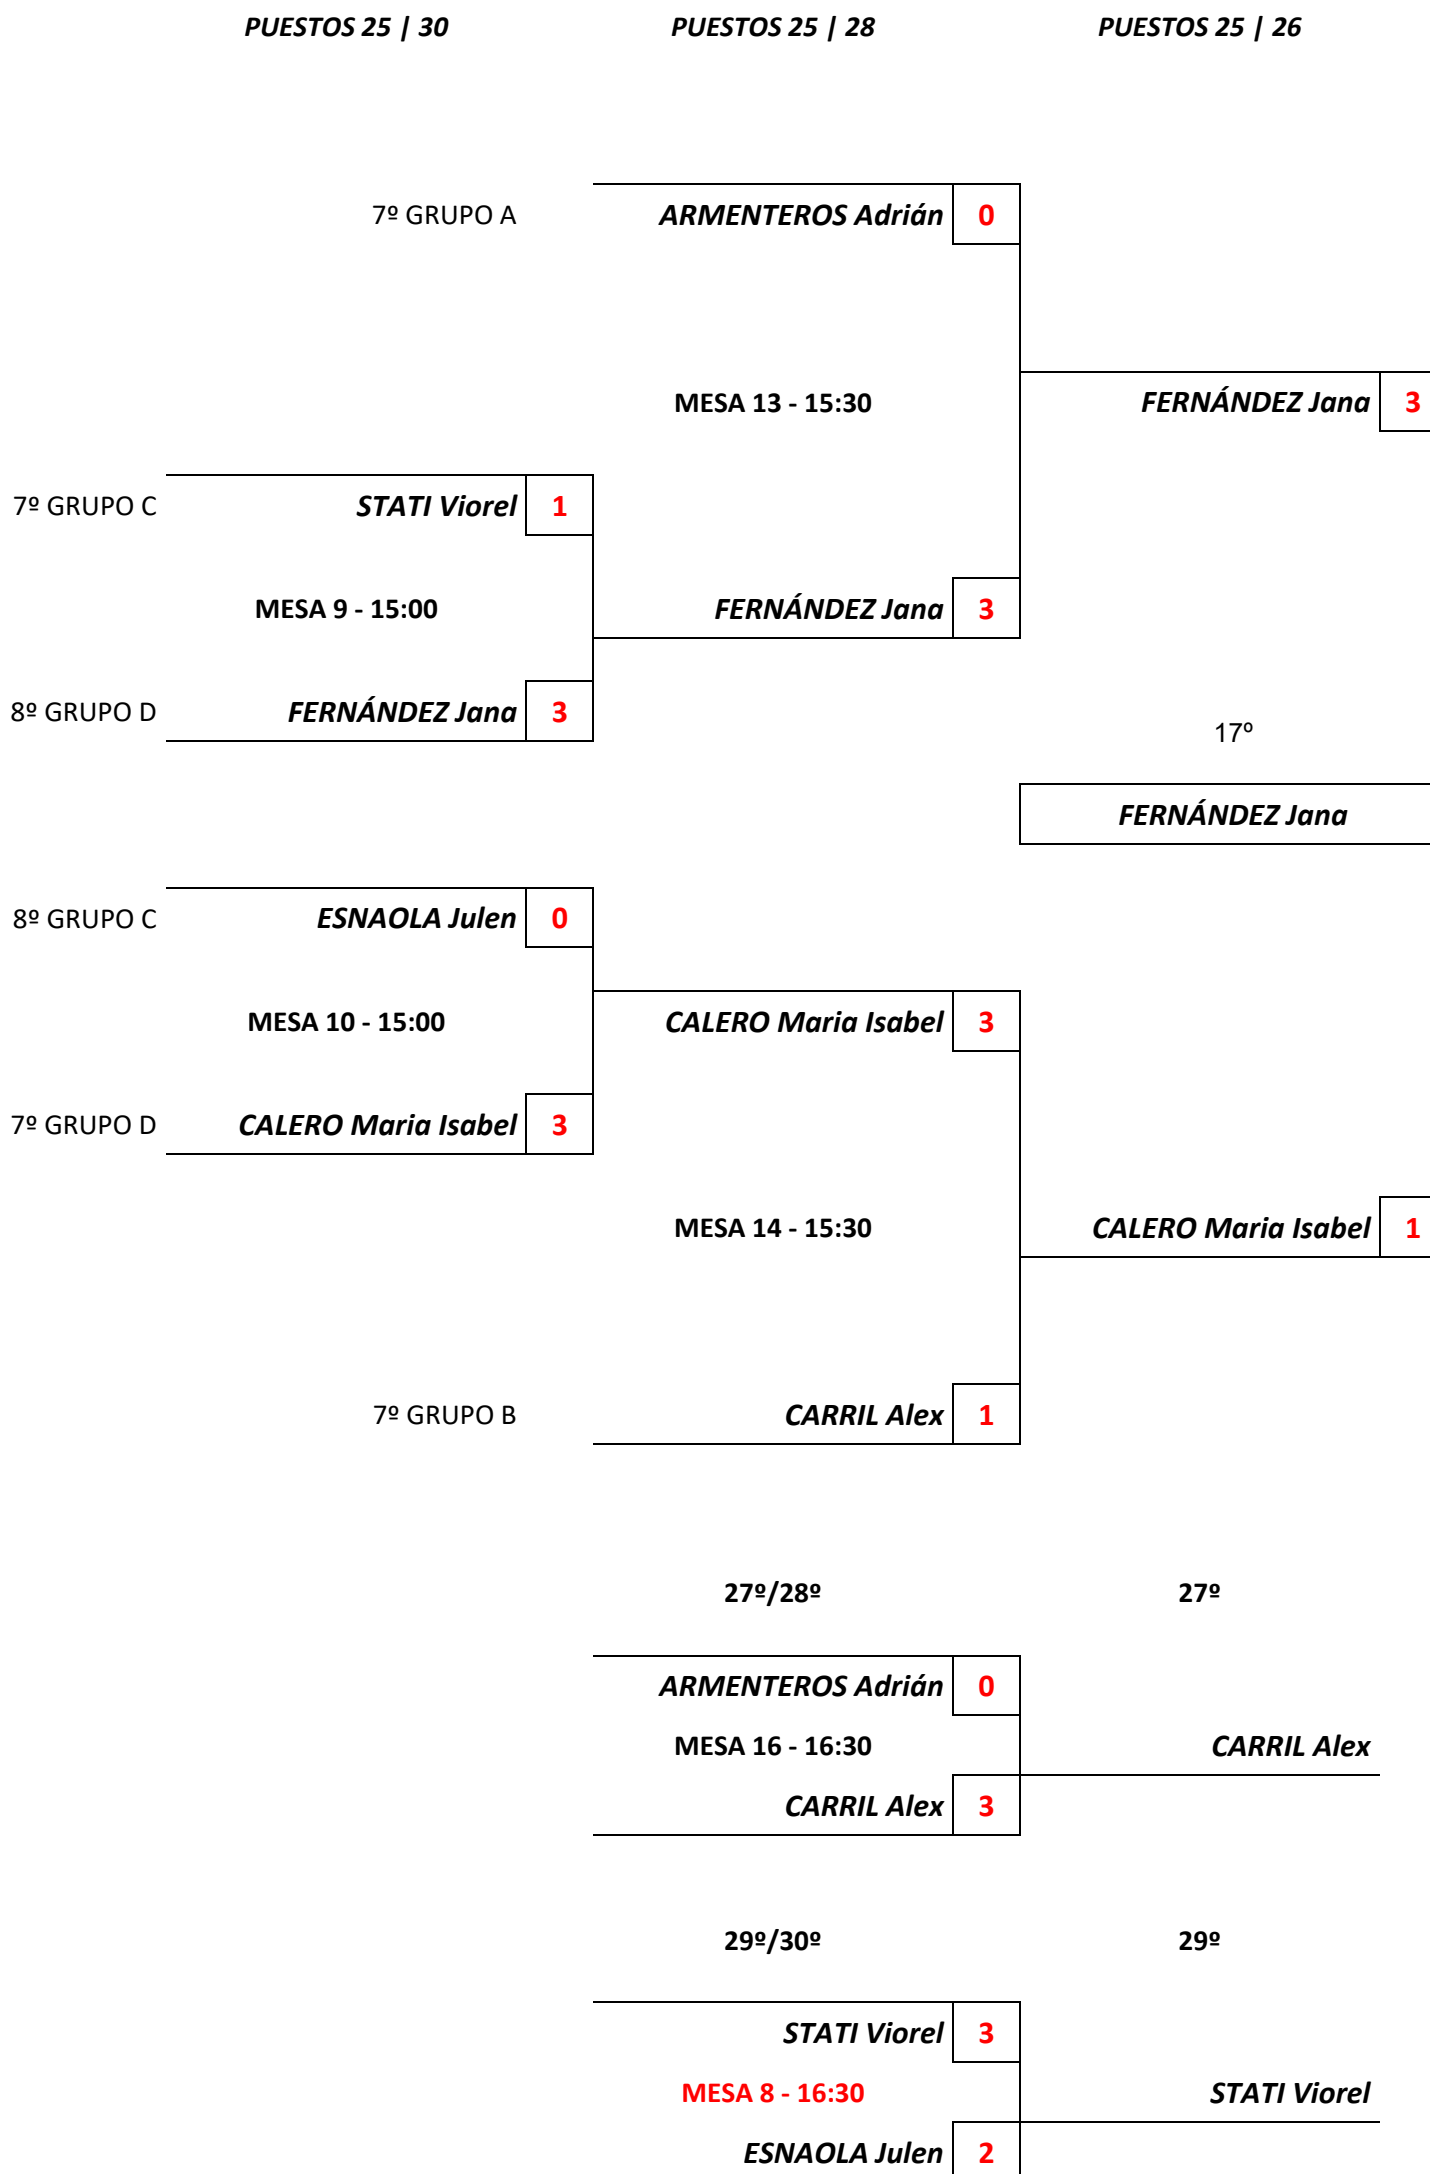 PUESTOS 25 | 30 PUESTOS 25 | 28 PUESTOS 25 | 26
7º GRUPO A ARMENTEROS Adrián 0
MESA 13 - 15:30 FERNÁNDEZ Jana 3
7º GRUPO C STATI Viorel 1
MESA 9 - 15:00 FERNÁNDEZ Jana 3
8º GRUPO D FERNÁNDEZ Jana 3
17º
FERNÁNDEZ Jana
8º GRUPO C ESNAOLA Julen 0
MESA 10 - 15:00 CALERO Maria Isabel 3
7º GRUPO D CALERO Maria Isabel 3
MESA 14 - 15:30 CALERO Maria Isabel 1
7º GRUPO B CARRIL Alex 1
27º/28º 27º
ARMENTEROS Adrián 0
MESA 16 - 16:30 CARRIL Alex
CARRIL Alex 3
29º/30º 29º
STATI Viorel 3
MESA 8 - 16:30 STATI Viorel
ESNAOLA Julen 2